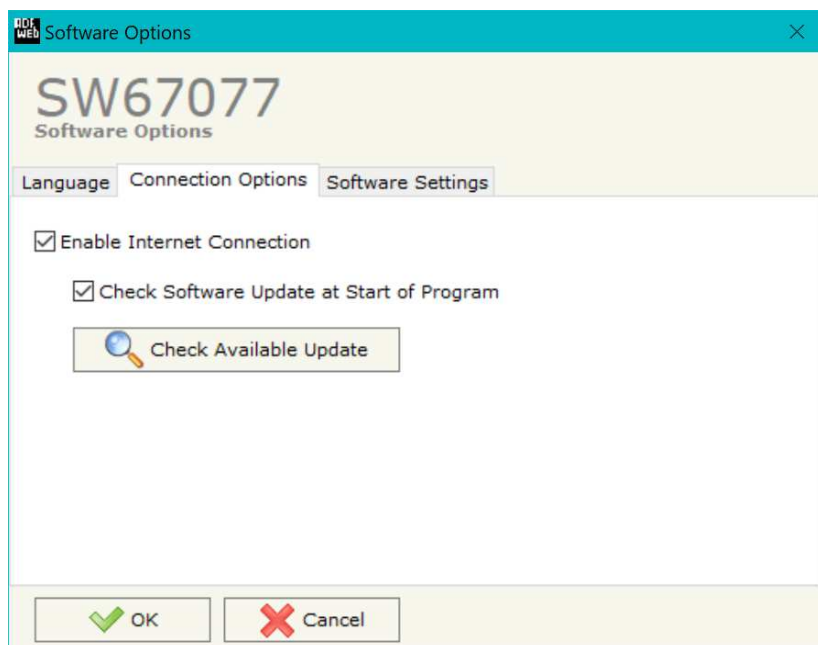 ADF
WEB Software Options
SW67077
Software Options
Language Connection Options Software Settings
Enable Internet Connection
Check Software Update at Start of Program
Check Available Update
OK Cancel